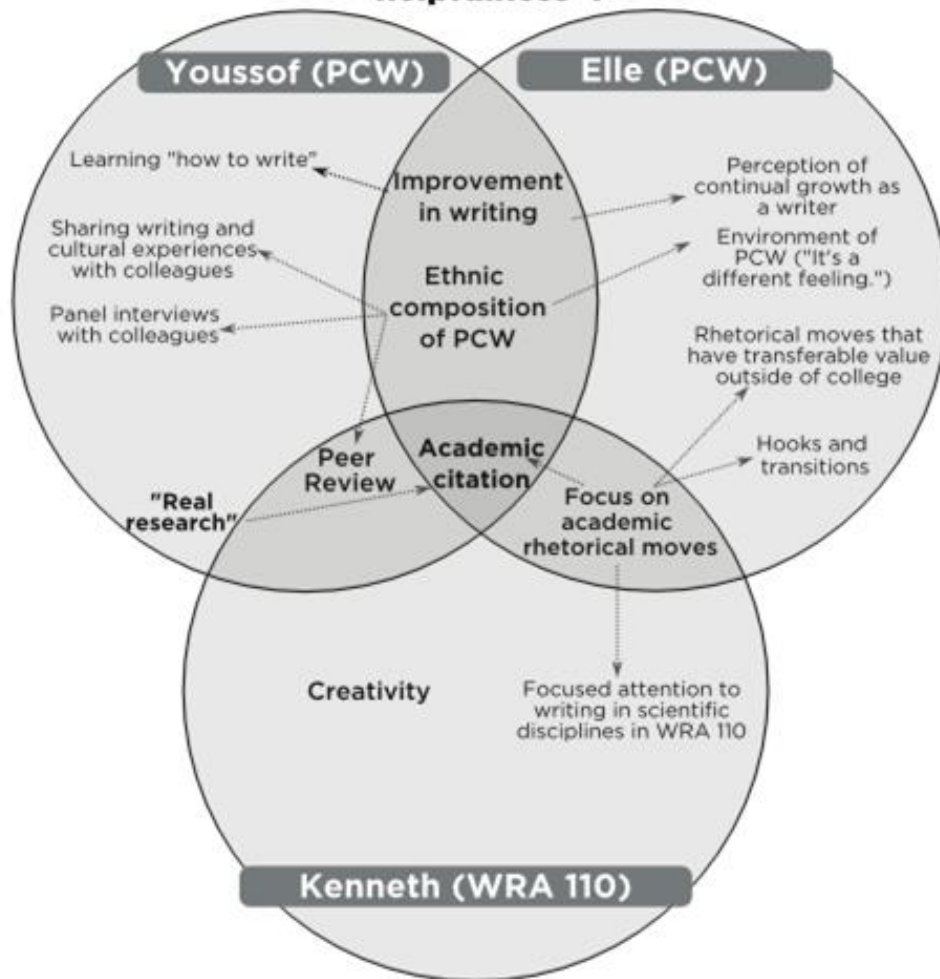 Youssof (PCW)
Elle (PCW)
Learning "how to write"
Improvement
in writing
Perception of
continual growth as
a writer
Sharing writing and
cultural experiences
with colleagues
Ethnic
composition
of PCW
Environment of
PCW ("It's a
different feeling.")
Panel interviews
with colleagues
Rhetorical moves that
have transferable value
outside of college
Peer
Review
Academic
citation
Hooks and
transitions
"Real
research"
Focus on
academic
rhetorical moves
Creativity
Focused attention to
writing in scientific
disciplines in WRA 110
Kenneth (WRA 110)